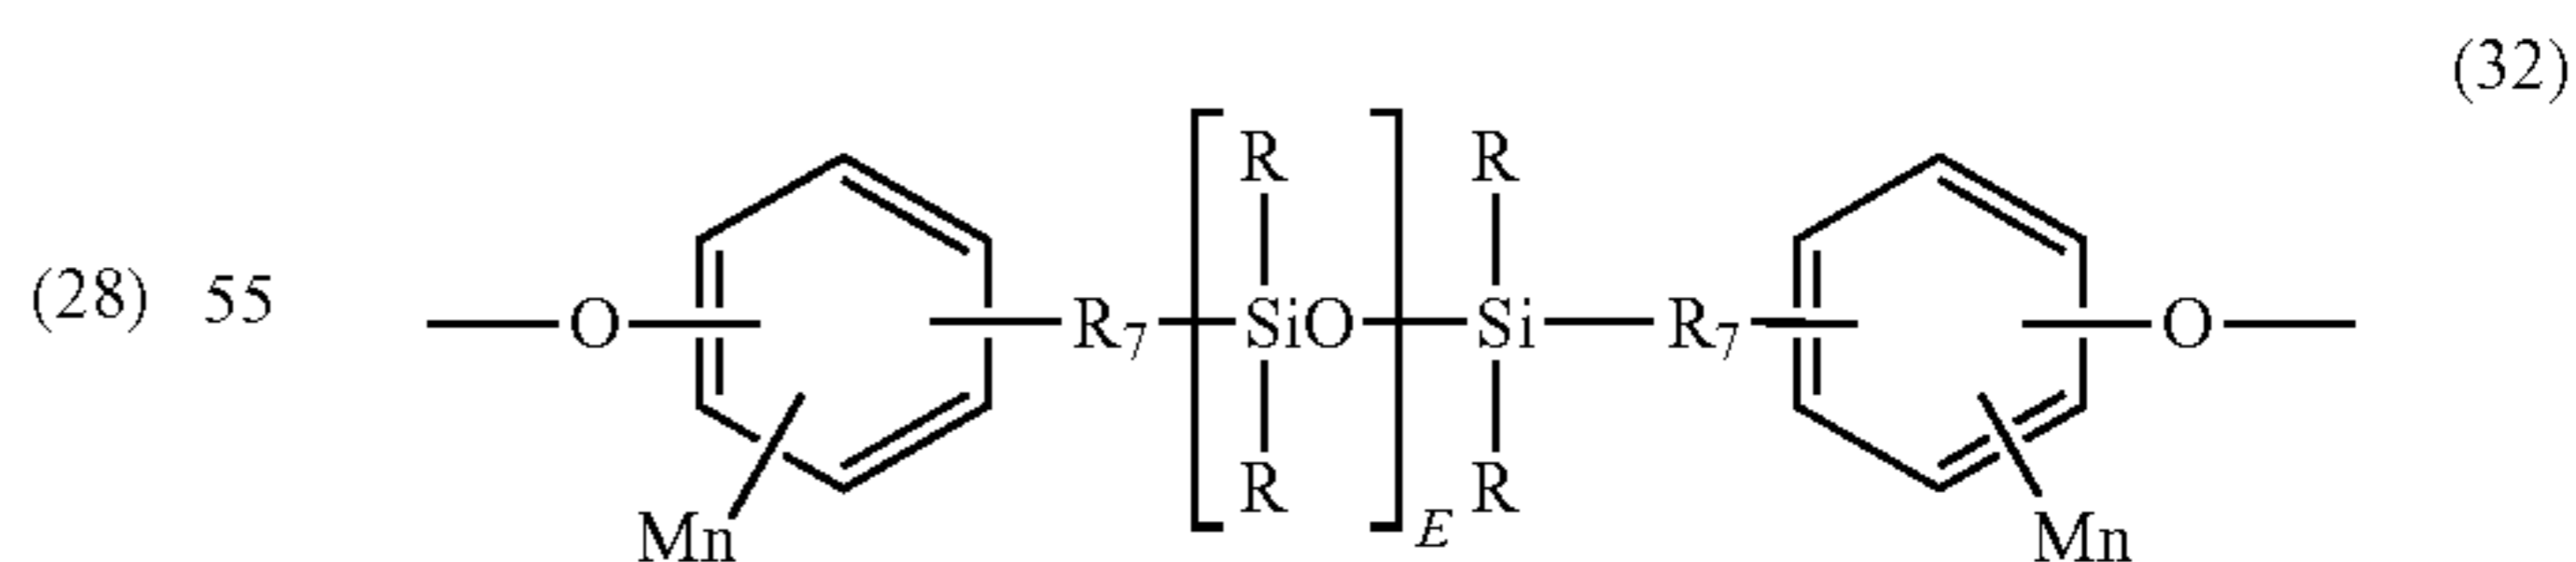 (32)
R R
(28) 55 —O R₇ SiO Si R₇ O—
R R
Mn E Mn